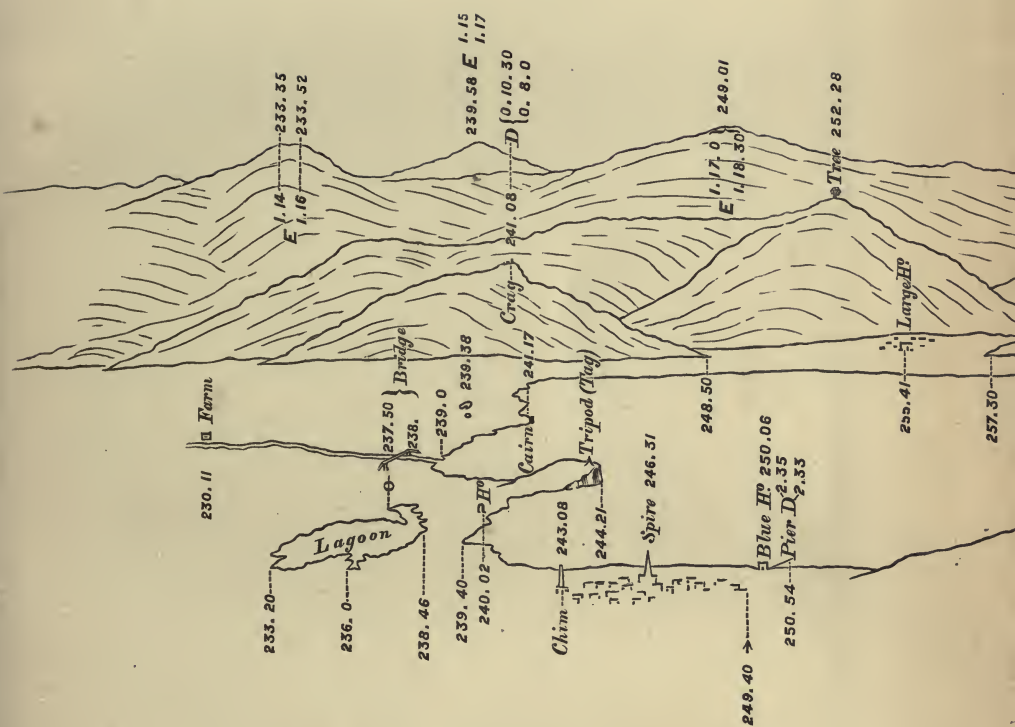 249.40
Chim
250.54
238.46
236.0
233.20
240.02
239.40
Lagoon
Blue Hº 250.06
Pier D 2.35
2.33
Spire 246.31
243.08
244.21
Hº
Tripod (Tag)
Cairn
241.17
239.0
239.38
237.50
238.
Bridge
230.11
Farm
257.30
255.41
Large Hº
248.50
Crag 241.08 D {0.10.30
0. 8.0
Tree 252.28
E 1.17.0
1.18.30
249.01
E 1.14
1.16
233.35
233.52
239.58 E 1.15
1.17